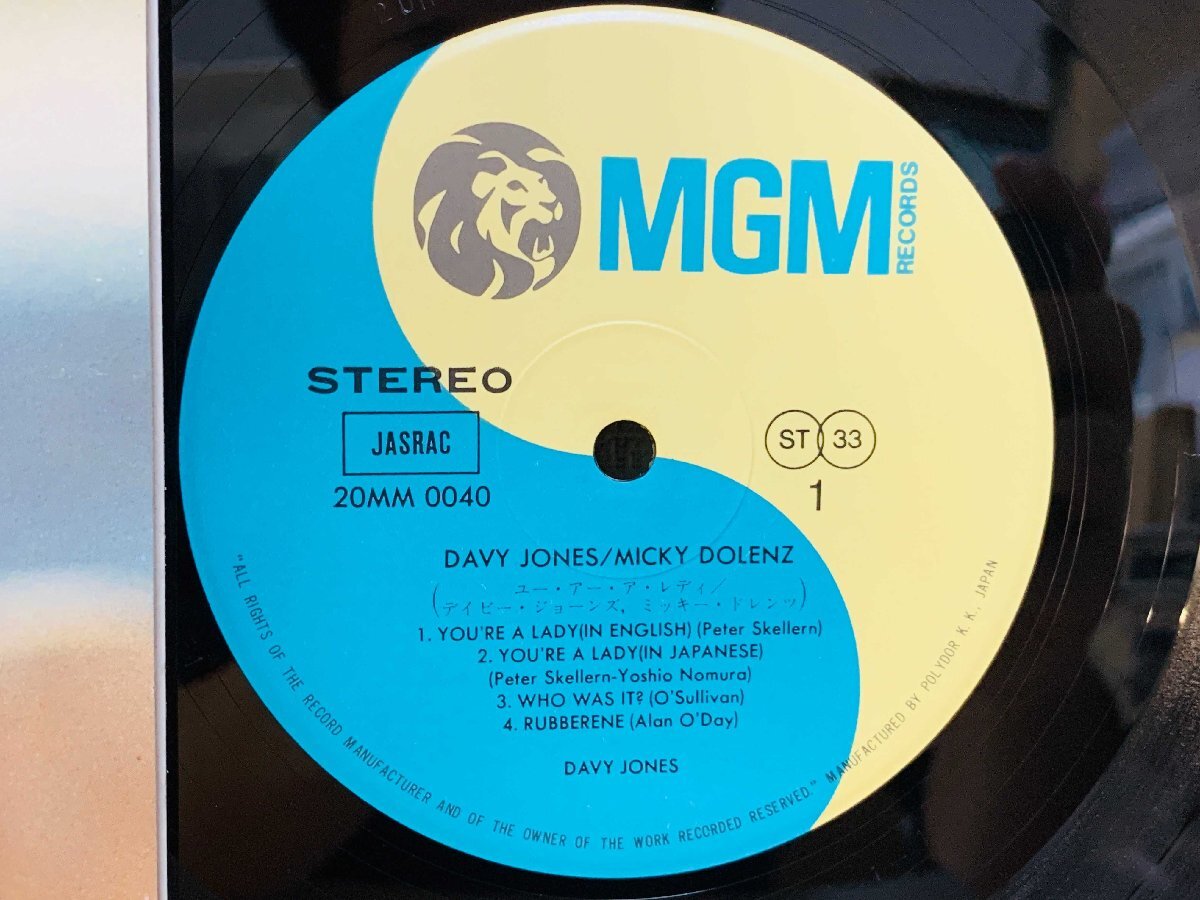 MGM
RECORDS
STEREO
JASRAC
20MM 0040
ST 33
1
DAVY JONES/MICKY DOLENZ
(ユー・アー・ア・レディ/
デイビー・ジョーンズ, ミッキー・ドレンツ)
1. YOU'RE A LADY(IN ENGLISH) (Peter Skellern)
2. YOU'RE A LADY(IN JAPANESE)
(Peter Skellern-Yoshio Nomura)
3. WHO WAS IT? (O'Sullivan)
4. RUBBERENE (Alan O'Day)
DAVY JONES
"ALL RIGHTS OF THE RECORD MANUFACTURER AND OF THE OWNER OF THE WORK RECORDED RESERVED." MANUFACTURED BY POLYDOR K.K., JAPAN